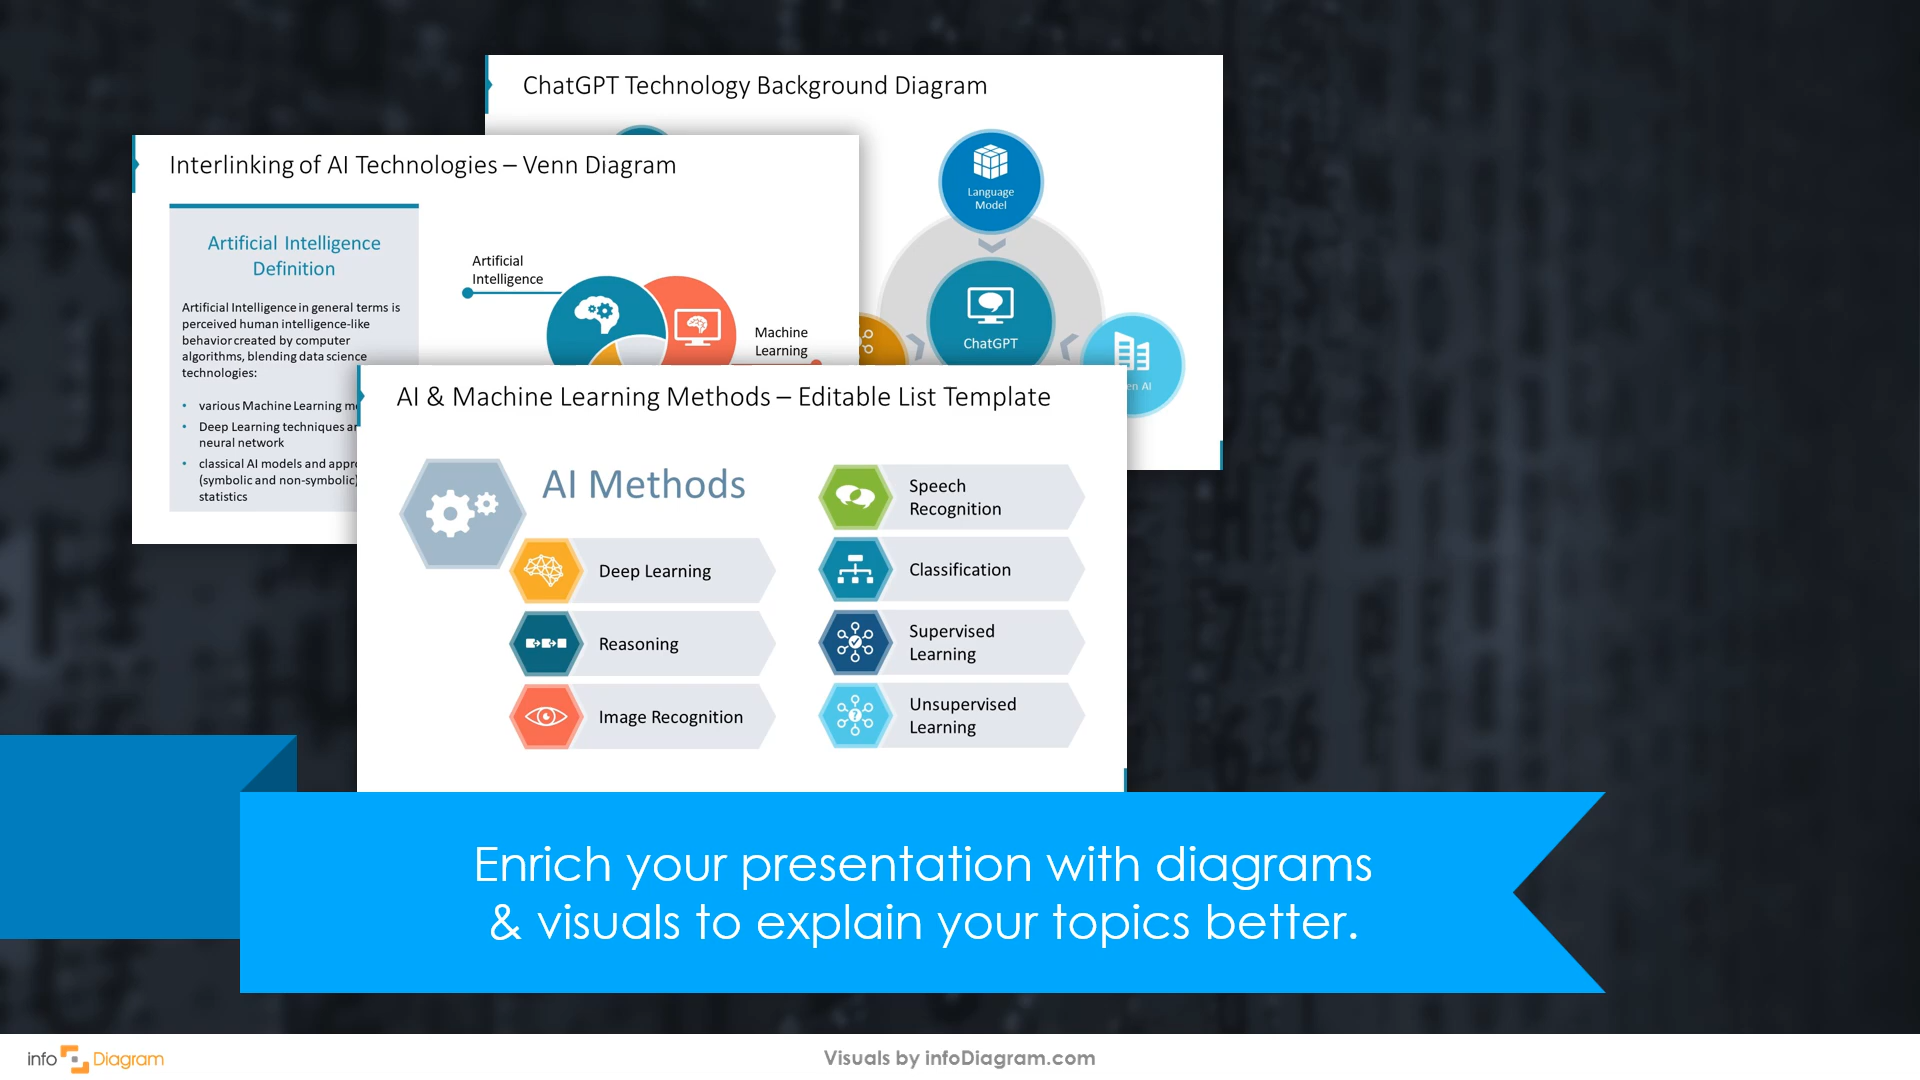 ChatGPT Technology Background Diagram
Language
Model
ChatGPT
AI
Interlinking of AI Technologies – Venn Diagram
Artificial Intelligence
Definition
Artificial Intelligence in general terms is
perceived human intelligence-like
behavior created by computer
algorithms, blending data science
technologies:
• various Machine Learning
• Deep Learning techniques
neural network
• classical AI models and
(symbolic and non-symbolic)
statistics
Artificial
Intelligence
Machine
Learning
AI & Machine Learning Methods – Editable List Template
AI Methods
Deep Learning
Reasoning
Image Recognition
Speech
Recognition
Classification
Supervised
Learning
Unsupervised
Learning
Enrich your presentation with diagrams
& visuals to explain your topics better.
info Diagram
Visuals by infoDiagram.com